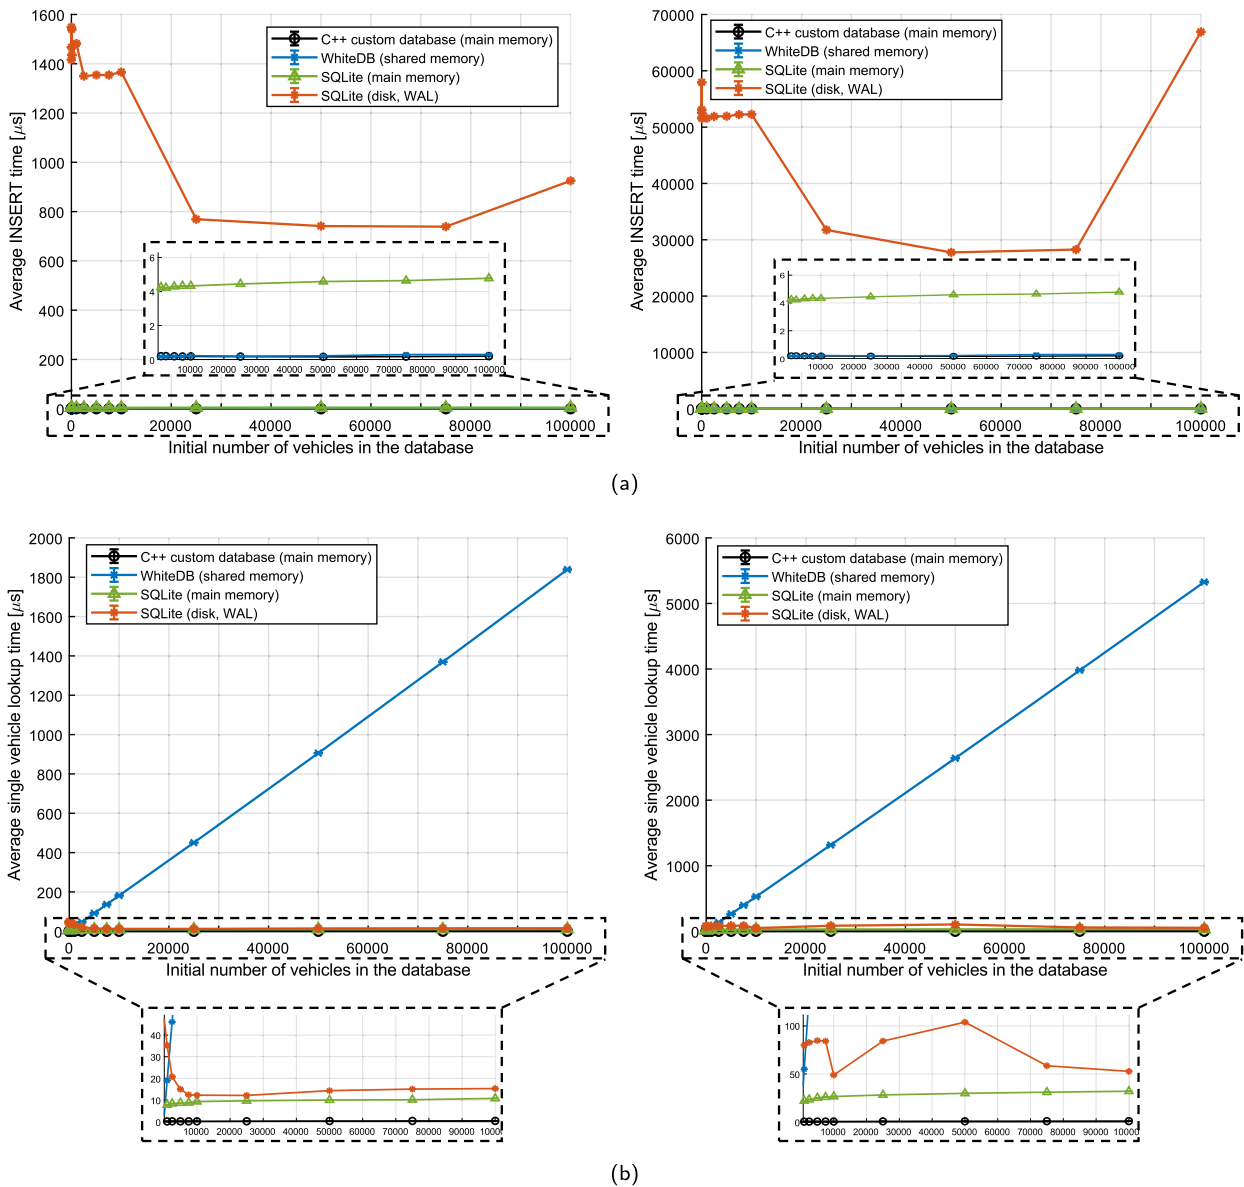 1600
1400
1200
1000
800
600
400
200
0
Average INSERT time [μs]
C++ custom database (main memory)
WhiteDB (shared memory)
SQLite (main memory)
SQLite (disk, WAL)
6
4
2
0
10000 20000 30000 40000 50000 60000 70000 80000 90000 100000
0 20000 40000 60000 80000 100000
Initial number of vehicles in the database
70000
60000
50000
40000
30000
20000
10000
0
Average INSERT time [μs]
C++ custom database (main memory)
WhiteDB (shared memory)
SQLite (main memory)
SQLite (disk, WAL)
6
4
2
0
10000 20000 30000 40000 50000 60000 70000 80000 90000 100000
0 20000 40000 60000 80000 100000
Initial number of vehicles in the database
(a)
2000
1800
1600
1400
1200
1000
800
600
400
200
0
Average single vehicle lookup time [μs]
C++ custom database (main memory)
WhiteDB (shared memory)
SQLite (main memory)
SQLite (disk, WAL)
0 20000 40000 60000 80000 100000
Initial number of vehicles in the database
40
30
20
10
0
10000 20000 30000 40000 50000 60000 70000 80000 90000 10000
6000
5000
4000
3000
2000
1000
0
Average single vehicle lookup time [μs]
C++ custom database (main memory)
WhiteDB (shared memory)
SQLite (main memory)
SQLite (disk, WAL)
0 20000 40000 60000 80000 100000
Initial number of vehicles in the database
100
50
0
10000 20000 30000 40000 50000 60000 70000 80000 90000 10000
(b)